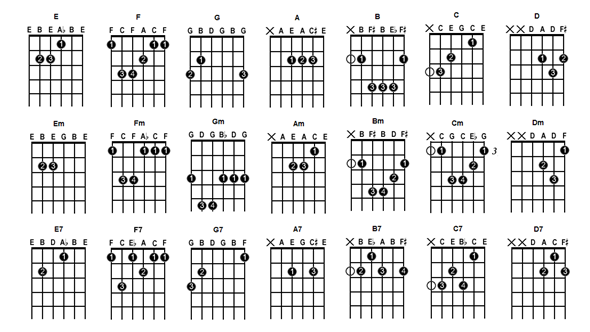 E F G A B C D
E B E A♭ B E F C F A C F G B D G B G X A E A C♯ E X B F♯ B E♭ F♯ X C E G C E X X D A D F♯
1 1 1 1 1
2 3 2 1 1 2 3 1 1 2 1 2
3 4 2 3 3 3
3 3 3
Em Fm Gm Am Bm Cm Dm
E B E G B E F C F A♭ C F G D G B♭ D G X A E A C E X B F♯ B D F♯ X C G C E♭ G X X D A D F
1 1 1 1 1 1 1 3 1
2 3 2 3 1 1 2 2
3 4 1 1 1 1 2 3 4 3
3 4
3 4
E7 F7 G7 A7 B7 C7 D7
E B D A♭ B E F C E♭ A C F G B D G B F X A E G C♯ E X B E♭ A B F♯ X C E B♭ C E X X D A C F♯
1 1 1 1 1 1 1 1 1
2 2 2 1 3 2 3 4 2 2 3
3 3 3 4